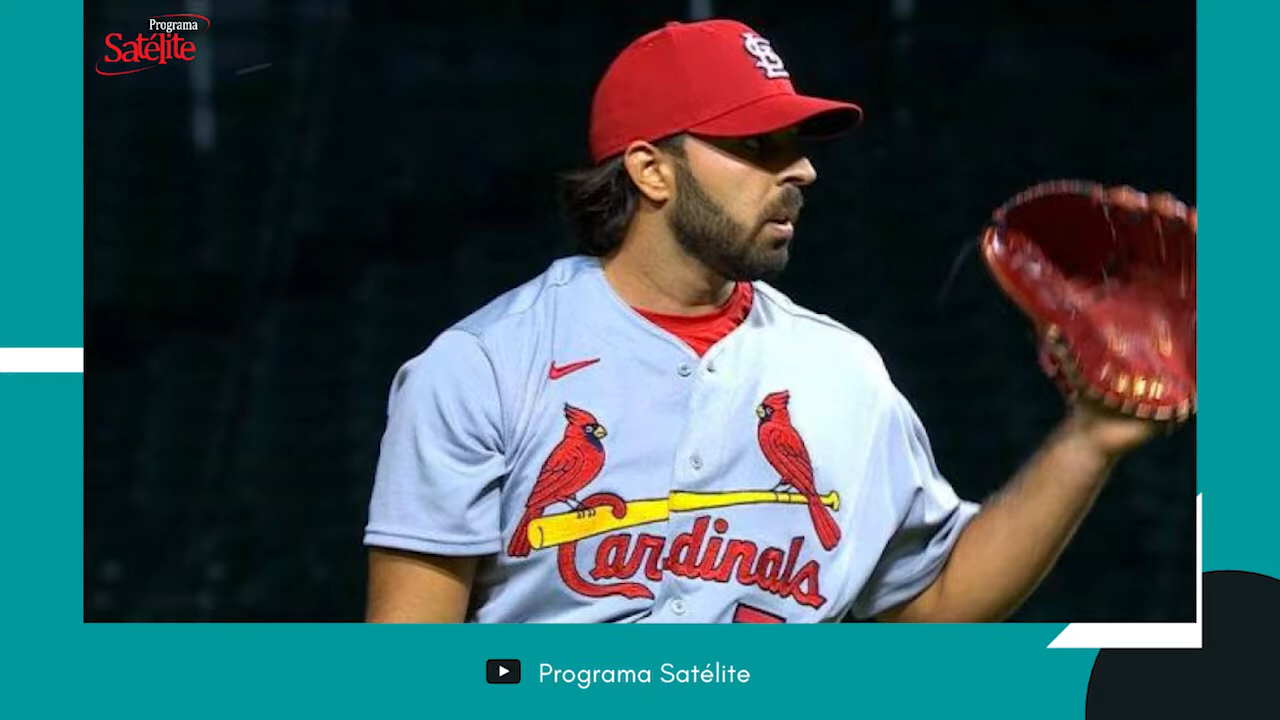 Programa
Satélite
STL
Cardinals
Programa Satélite